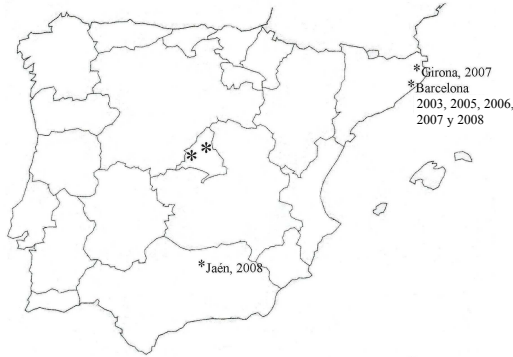 *Girona, 2007
*Barcelona
2003, 2005, 2006,
2007 y 2008
* *
*Jaén, 2008